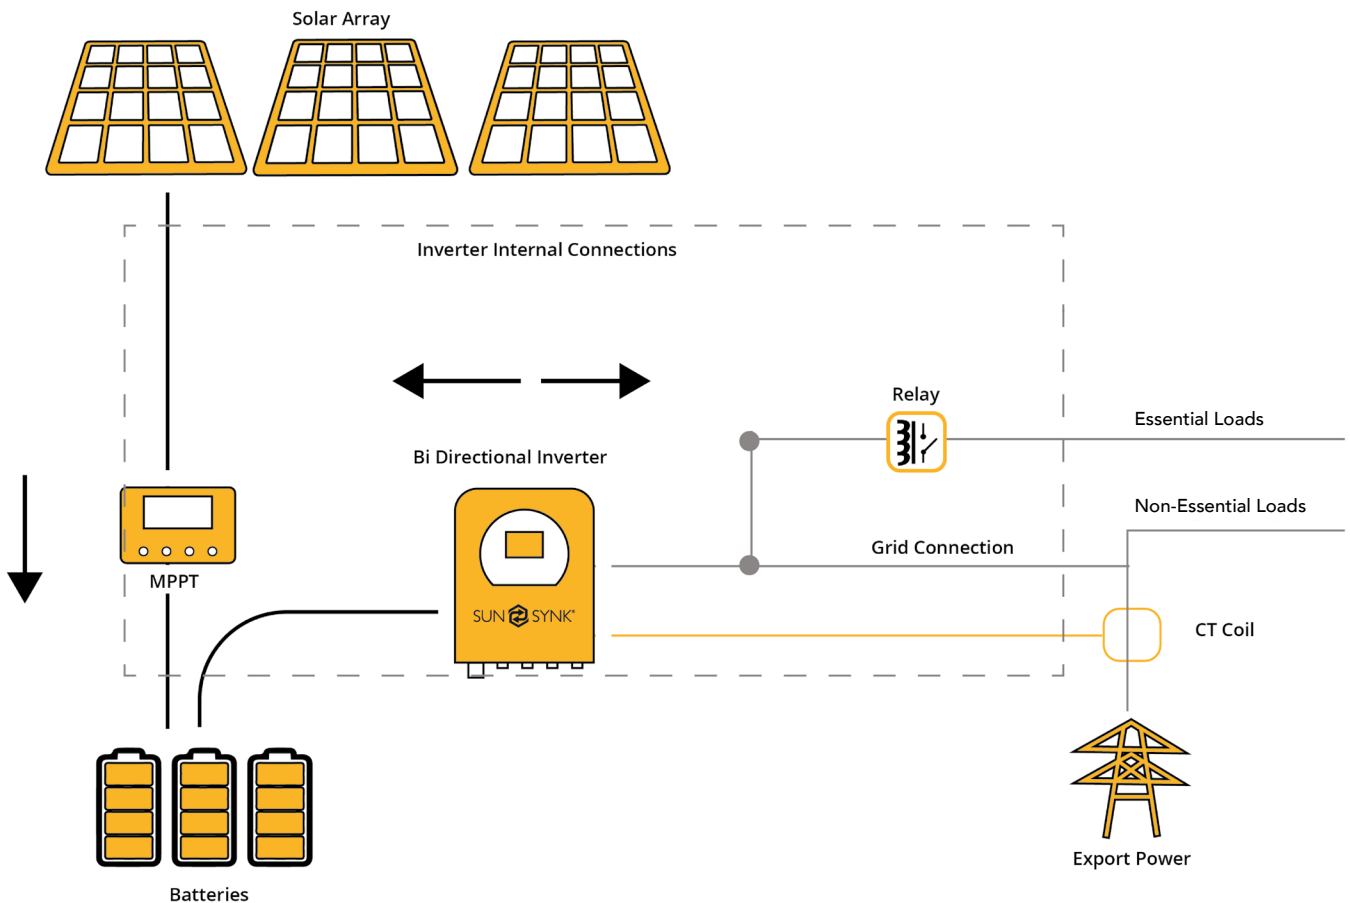 Solar Array
Inverter Internal Connections
Relay
Essential Loads
Bi Directional Inverter
Non-Essential Loads
Grid Connection
MPPT
SUN SYNK®
CT Coil
Export Power
Batteries